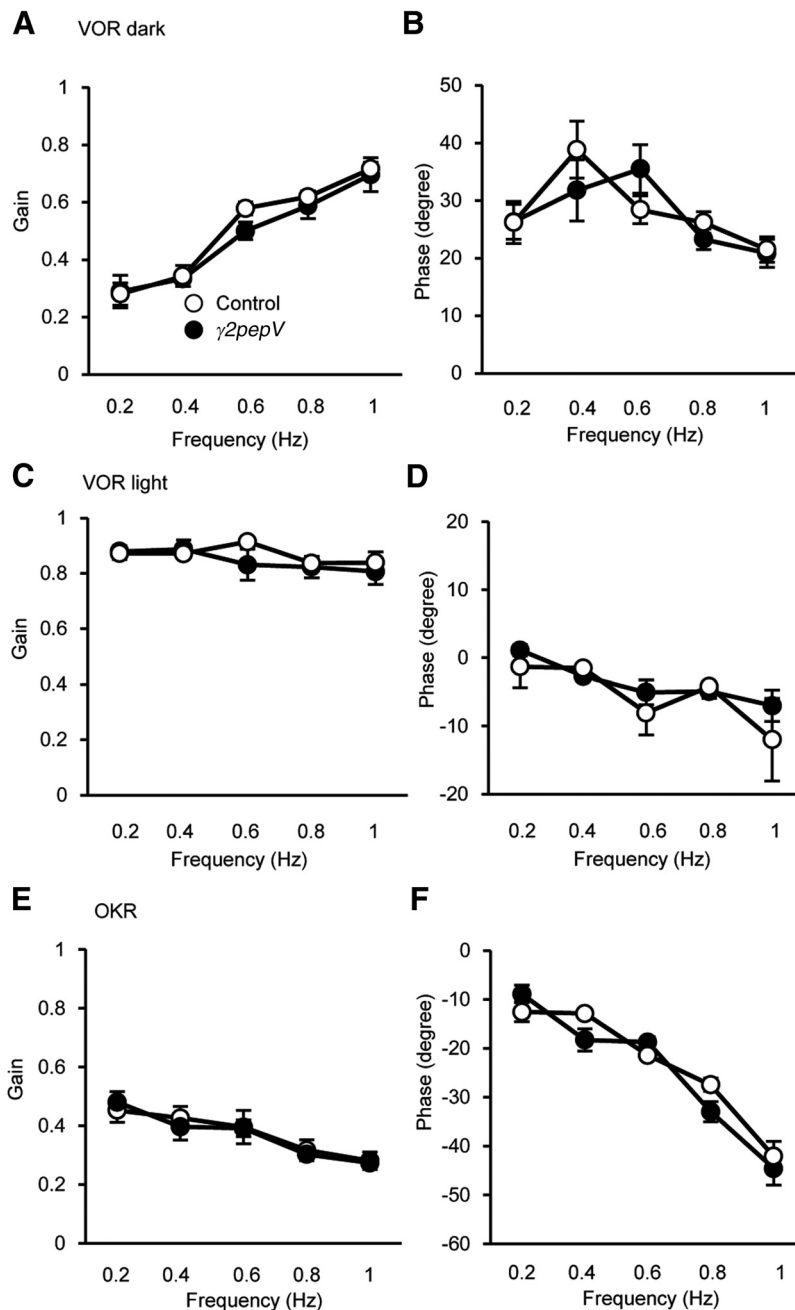 A
VOR dark
1
0.8
0.6
0.4
0.2
0
Gain
Control
γ2pepV
0.2 0.4 0.6 0.8 1
Frequency (Hz)
B
50
40
30
20
10
0
Phase (degree)
0.2 0.4 0.6 0.8 1
Frequency (Hz)
C
VOR light
1
0.8
0.6
0.4
0.2
0
Gain
0.2 0.4 0.6 0.8 1
Frequency (Hz)
D
20
10
0
-10
-20
Phase (degree)
0.2 0.4 0.6 0.8 1
Frequency (Hz)
E
OKR
1
0.8
0.6
0.4
0.2
0
Gain
0.2 0.4 0.6 0.8 1
Frequency (Hz)
F
0
-10
-20
-30
-40
-50
-60
Phase (degree)
0.2 0.4 0.6 0.8 1
Frequency (Hz)